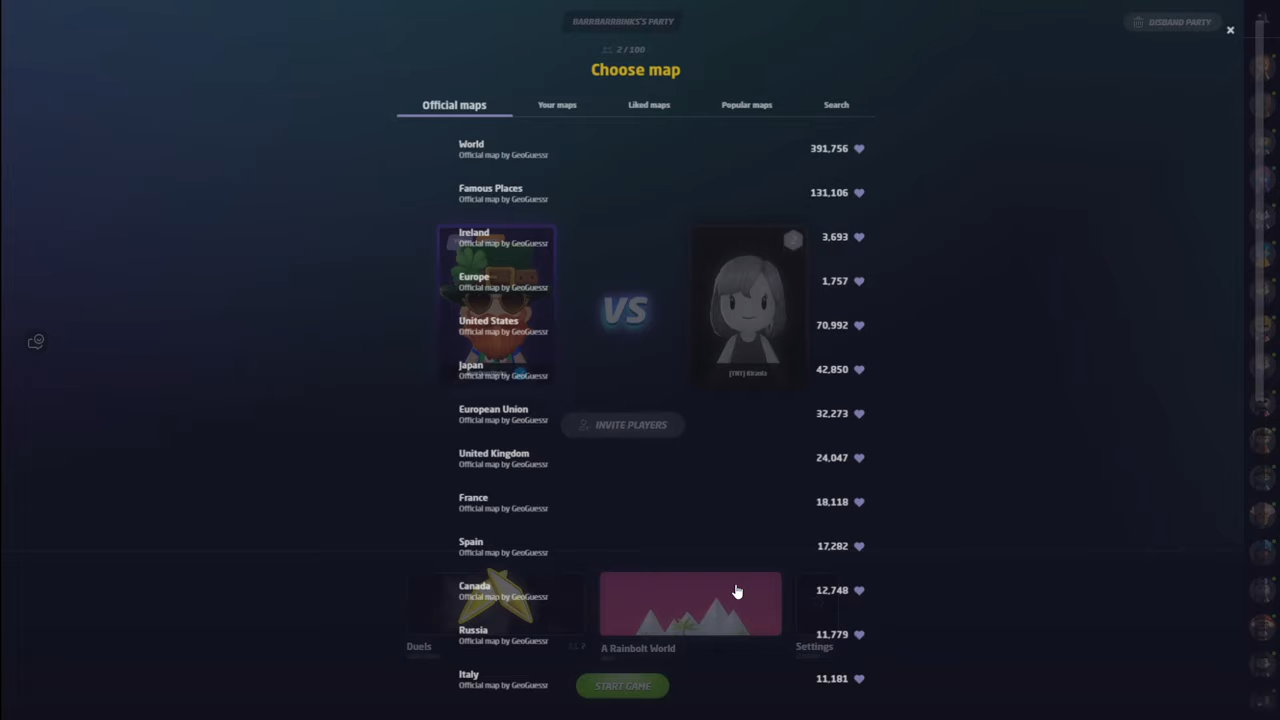 BARRBARRBINKS'S PARTY
DISBAND PARTY
2 / 100
Choose map
Official maps
Your maps
Liked maps
Popular maps
Search
World
Official map by GeoGuessr
391,756
Famous Places
Official map by GeoGuessr
131,106
Ireland
Official map by GeoGuessr
3,693
Europe
Official map by GeoGuessr
1,757
United States
Official map by GeoGuessr
70,992
VS
Japan
Official map by GeoGuessr
42,850
European Union
Official map by GeoGuessr
32,273
INVITE PLAYERS
United Kingdom
Official map by GeoGuessr
24,047
France
Official map by GeoGuessr
18,118
Spain
Official map by GeoGuessr
17,282
Canada
Official map by GeoGuessr
12,748
Russia
Official map by GeoGuessr
11,779
Duels
A Rainbolt World
Settings
Italy
Official map by GeoGuessr
11,181
START GAME